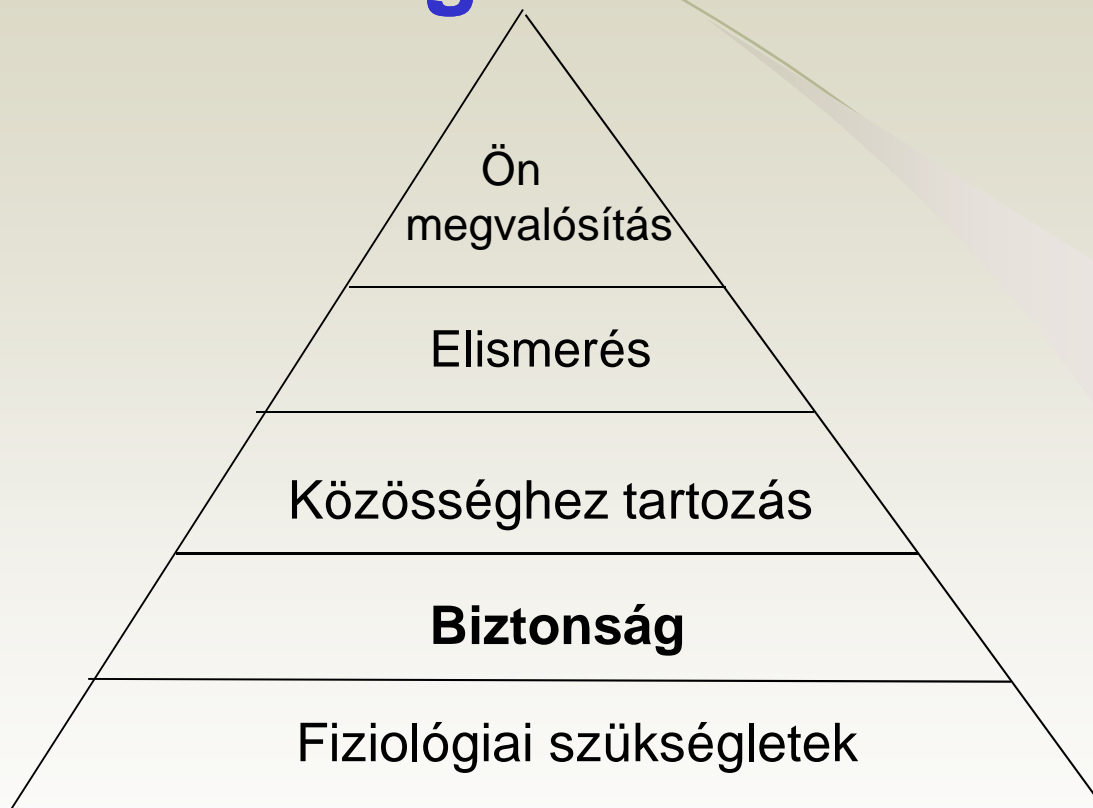 Ön
megvalósítás
Elismerés
Közösséghez tartozás
Biztonság
Fiziológiai szükségletek